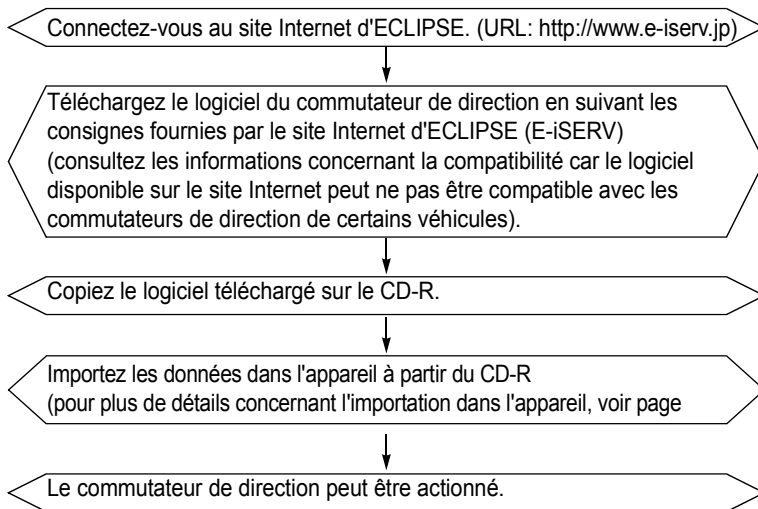 Connectez-vous au site Internet d'ECLIPSE. (URL: http://www.e-iserv.jp)
Téléchargez le logiciel du commutateur de direction en suivant les
consignes fournies par le site Internet d'ECLIPSE (E-iSERV)
(consultez les informations concernant la compatibilité car le logiciel
disponible sur le site Internet peut ne pas être compatible avec les
commutateurs de direction de certains véhicules).
Copiez le logiciel téléchargé sur le CD-R.
Importez les données dans l'appareil à partir du CD-R
(pour plus de détails concernant l'importation dans l'appareil, voir page
Le commutateur de direction peut être actionné.